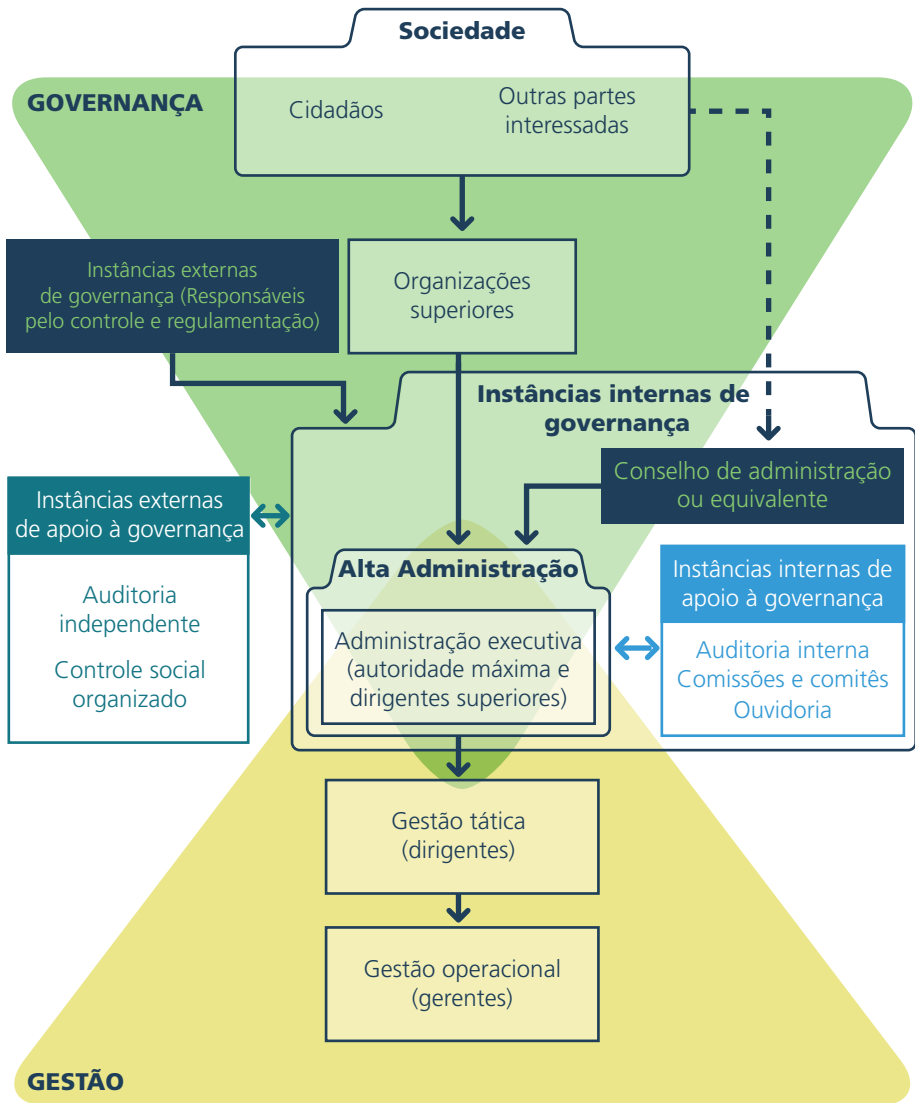 Sociedade
GOVERNANÇA
Cidadãos
Outras partes
interessadas
Instâncias externas
de governança (Responsáveis
pelo controle e regulamentação)
Organizações
superiores
Instâncias internas de
governança
Conselho de administração
ou equivalente
Instâncias externas
de apoio à governança
Auditoria
independente
Controle social
organizado
Alta Administração
Administração executiva
(autoridade máxima e
dirigentes superiores)
Instâncias internas de
apoio à governança
Auditoria interna
Comissões e comitês
Ouvidoria
Gestão tática
(dirigentes)
Gestão operacional
(gerentes)
GESTÃO